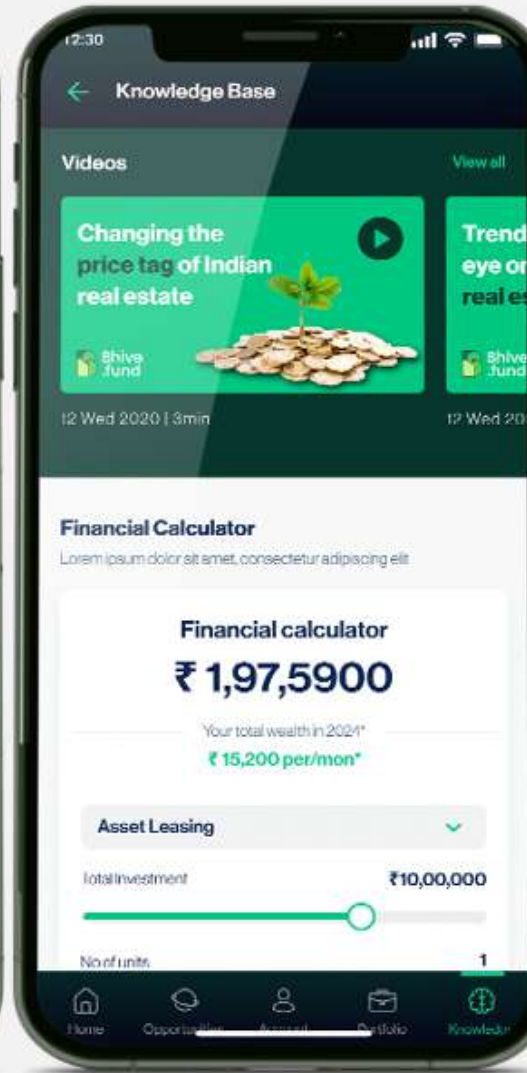 12:30
Knowledge Base
Videos
View all
Changing the
price tag of Indian
real estate
Bhive
.fund
12 Wed 2020 | 3min
Trend
eye or
real es
Bhive
.fund
12 Wed 20
Financial Calculator
Lorem ipsum dolor sit amet, consectetur adipiscing elit
Financial calculator
₹ 1,97,5900
Your total wealth in 2024*
₹ 15,200 per/mon*
Asset Leasing
Total Investment
₹10,00,000
No of units
1
Home
Account
Portfolio